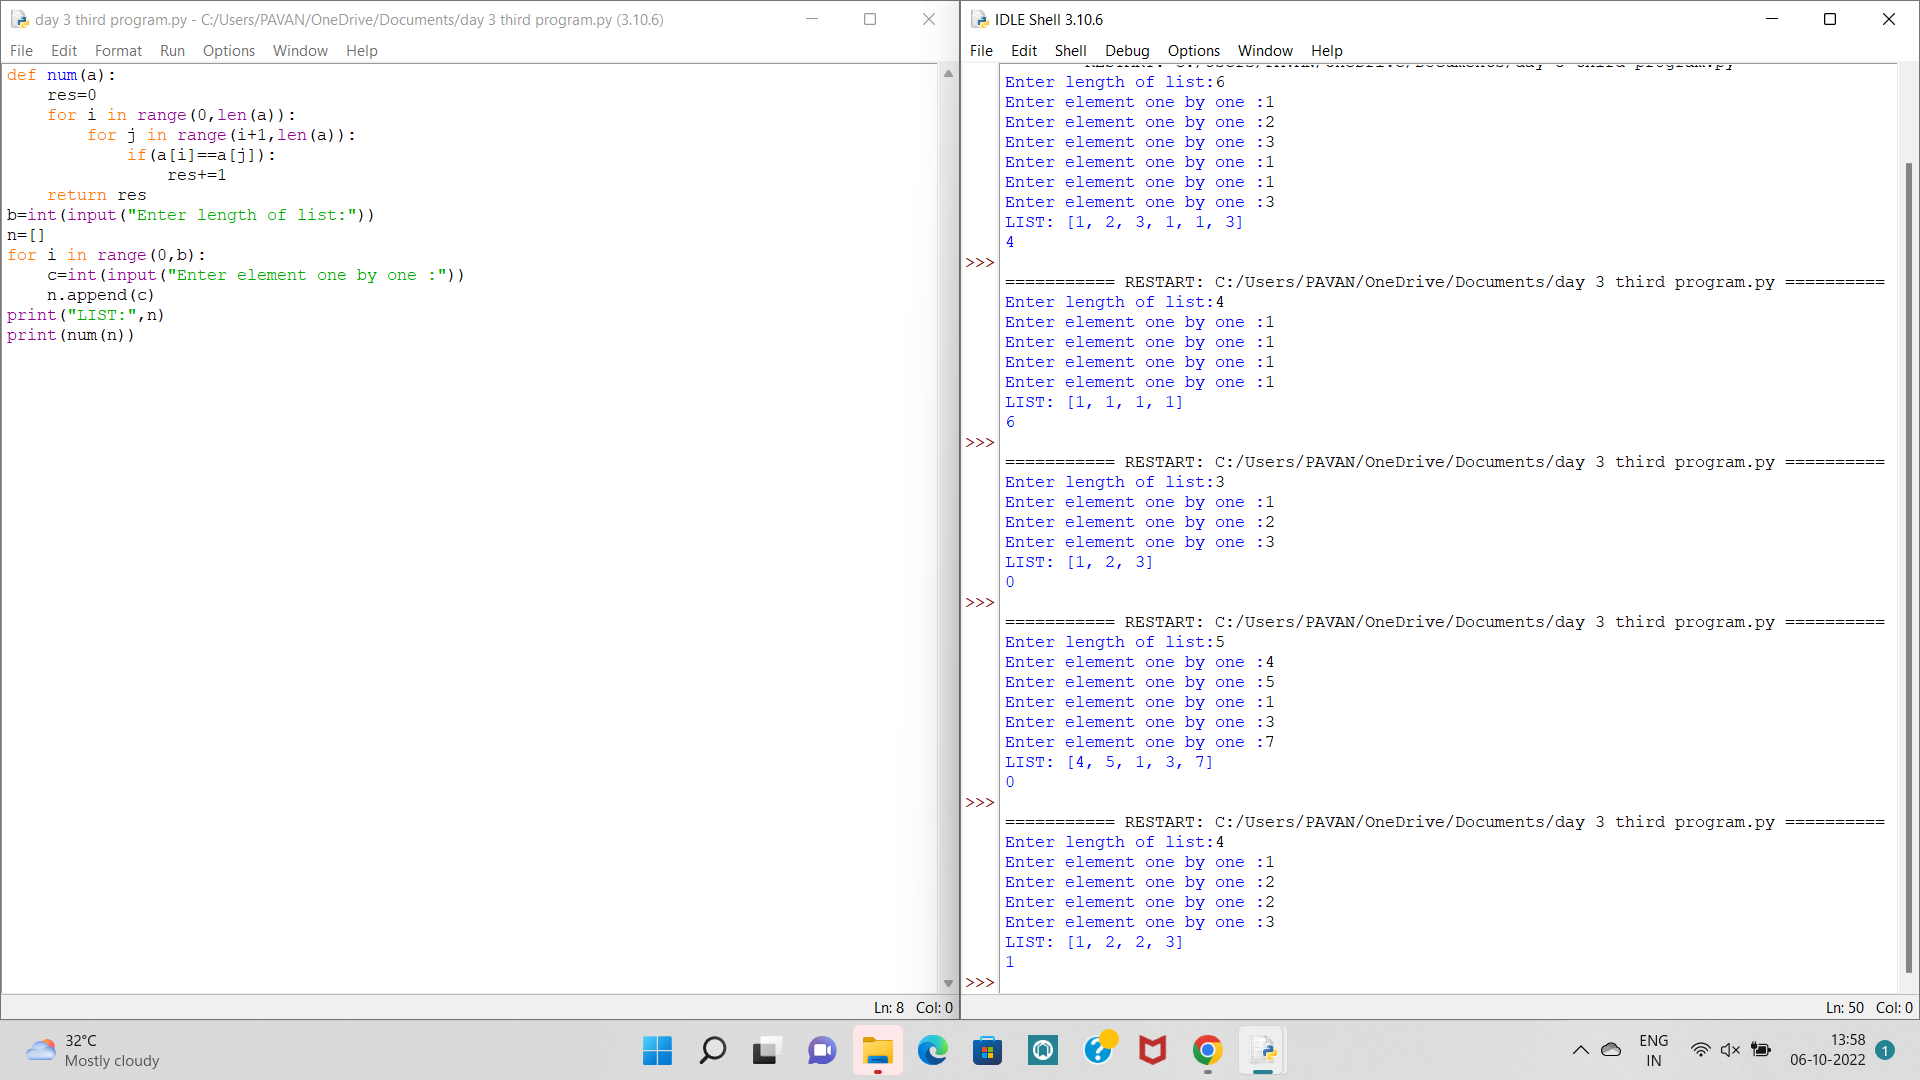 day 3 third program.py - C:/Users/PAVAN/OneDrive/Documents/day 3 third program.py (3.10.6)
File Edit Format Run Options Window Help
def num(a):
    res=0
    for i in range(0,len(a)):
        for j in range(i+1,len(a)):
            if(a[i]==a[j]):
                res+=1
    return res
b=int(input("Enter length of list:"))
n=[]
for i in range(0,b):
    c=int(input("Enter element one by one :"))
    n.append(c)
print("LIST:",n)
print(num(n))
Ln: 8 Col: 0
IDLE Shell 3.10.6
File Edit Shell Debug Options Window Help
RESTART: C:/Users/PAVAN/OneDrive/Documents/day 3 third program.py
Enter length of list:6
Enter element one by one :1
Enter element one by one :2
Enter element one by one :3
Enter element one by one :1
Enter element one by one :1
Enter element one by one :3
LIST: [1, 2, 3, 1, 1, 3]
4
>>>
=========== RESTART: C:/Users/PAVAN/OneDrive/Documents/day 3 third program.py ==========
Enter length of list:4
Enter element one by one :1
Enter element one by one :1
Enter element one by one :1
Enter element one by one :1
LIST: [1, 1, 1, 1]
6
>>>
=========== RESTART: C:/Users/PAVAN/OneDrive/Documents/day 3 third program.py ==========
Enter length of list:3
Enter element one by one :1
Enter element one by one :2
Enter element one by one :3
LIST: [1, 2, 3]
0
>>>
=========== RESTART: C:/Users/PAVAN/OneDrive/Documents/day 3 third program.py ==========
Enter length of list:5
Enter element one by one :4
Enter element one by one :5
Enter element one by one :1
Enter element one by one :3
Enter element one by one :7
LIST: [4, 5, 1, 3, 7]
0
>>>
=========== RESTART: C:/Users/PAVAN/OneDrive/Documents/day 3 third program.py ==========
Enter length of list:4
Enter element one by one :1
Enter element one by one :2
Enter element one by one :2
Enter element one by one :3
LIST: [1, 2, 2, 3]
1
>>>
Ln: 50 Col: 0
32°C
Mostly cloudy
ENG
IN
13:58
06-10-2022
1